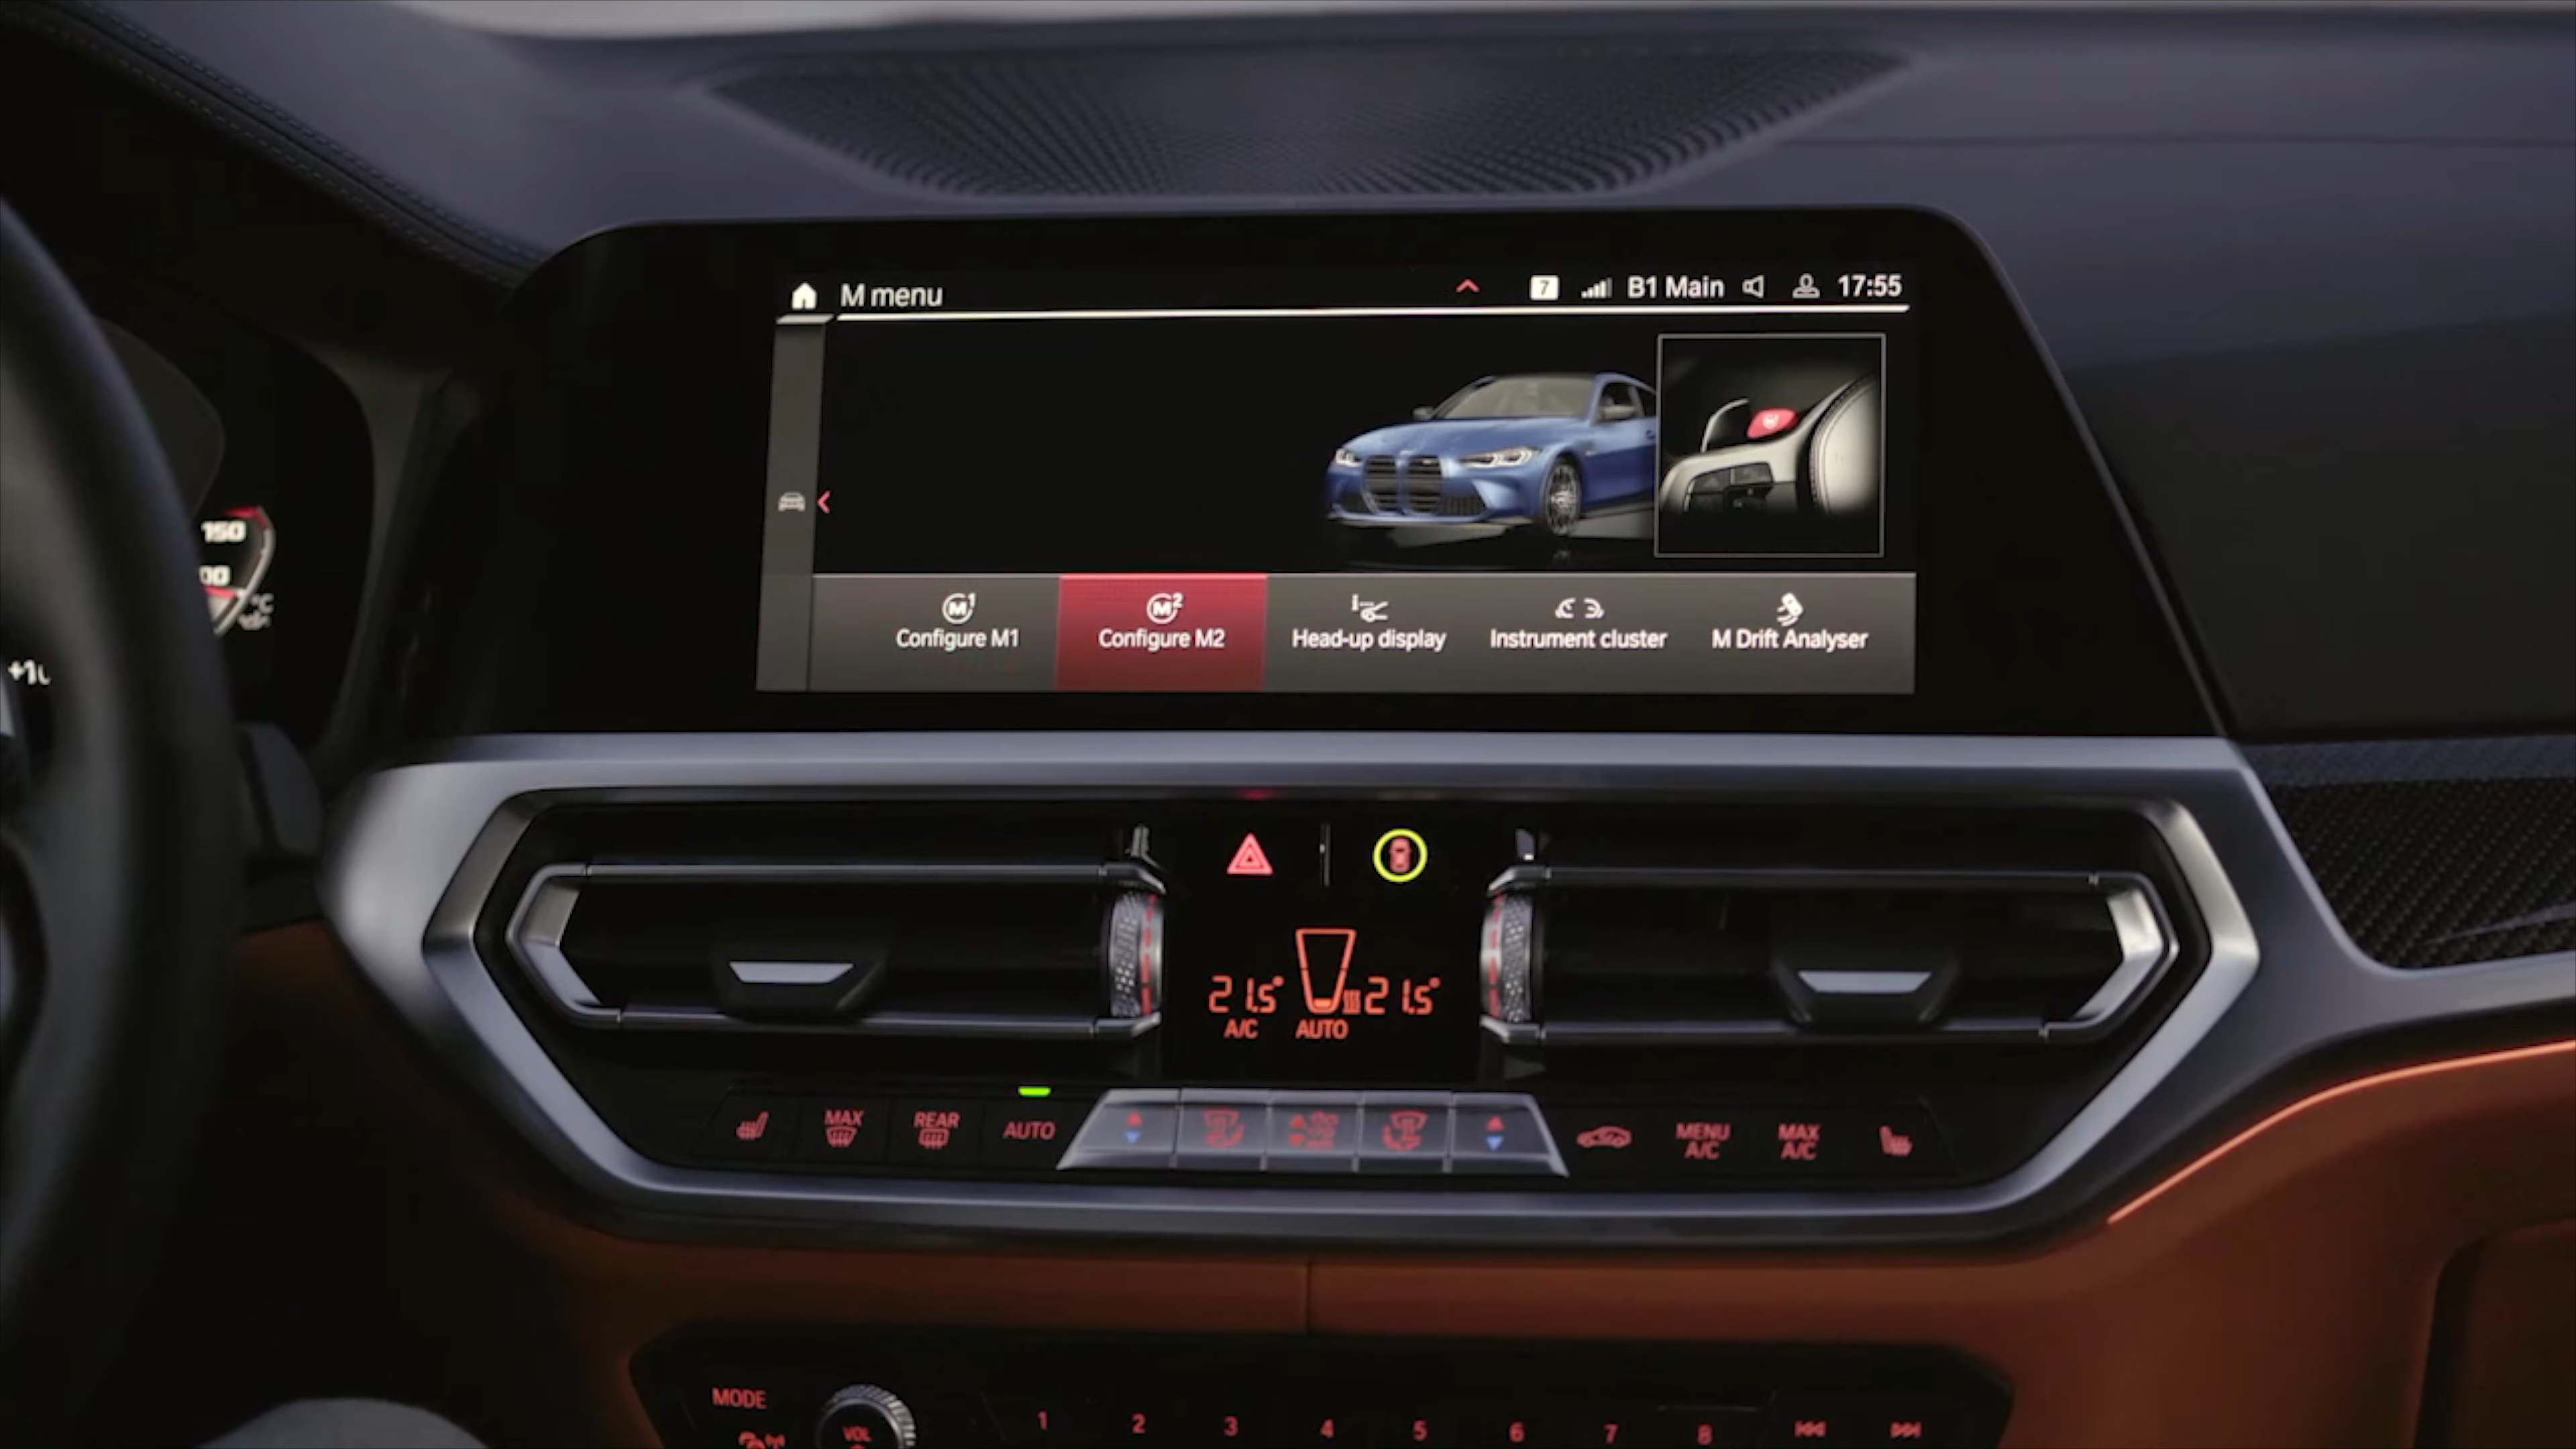 M menu
7 B1 Main 17:55
150
M1 Configure M1
M2 Configure M2
Head-up display
Instrument cluster
M Drift Analyser
21.5° 21.5°
A/C AUTO
MAX
REAR
AUTO
MENU A/C
MAX A/C
MODE
VOL
1 2 3 4 5 6 7 8